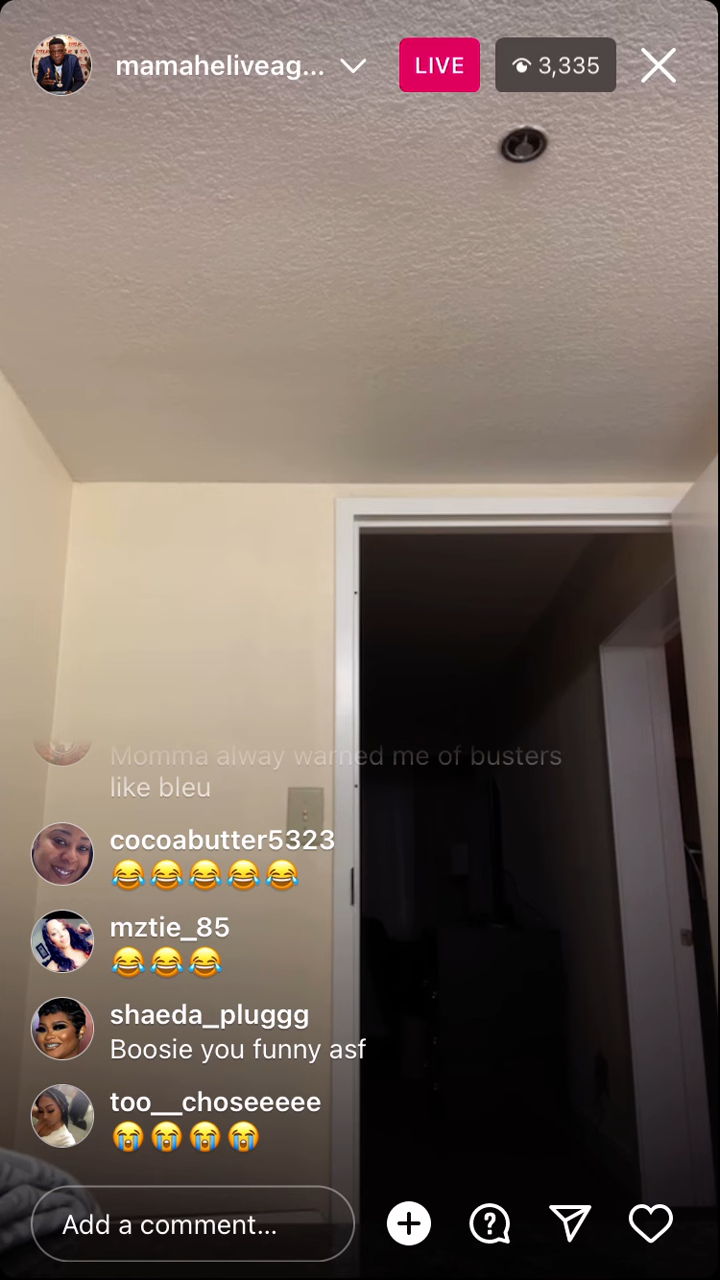 mamaheliveag...
LIVE
3,335
Momma alway warned me of busters
like bleu
cocoabutter5323
😂😂😂😂😂
mztie_85
😂😂😂
shaeda_pluggg
Boosie you funny asf
too__choseeeee
😭😭😭😭
Add a comment...